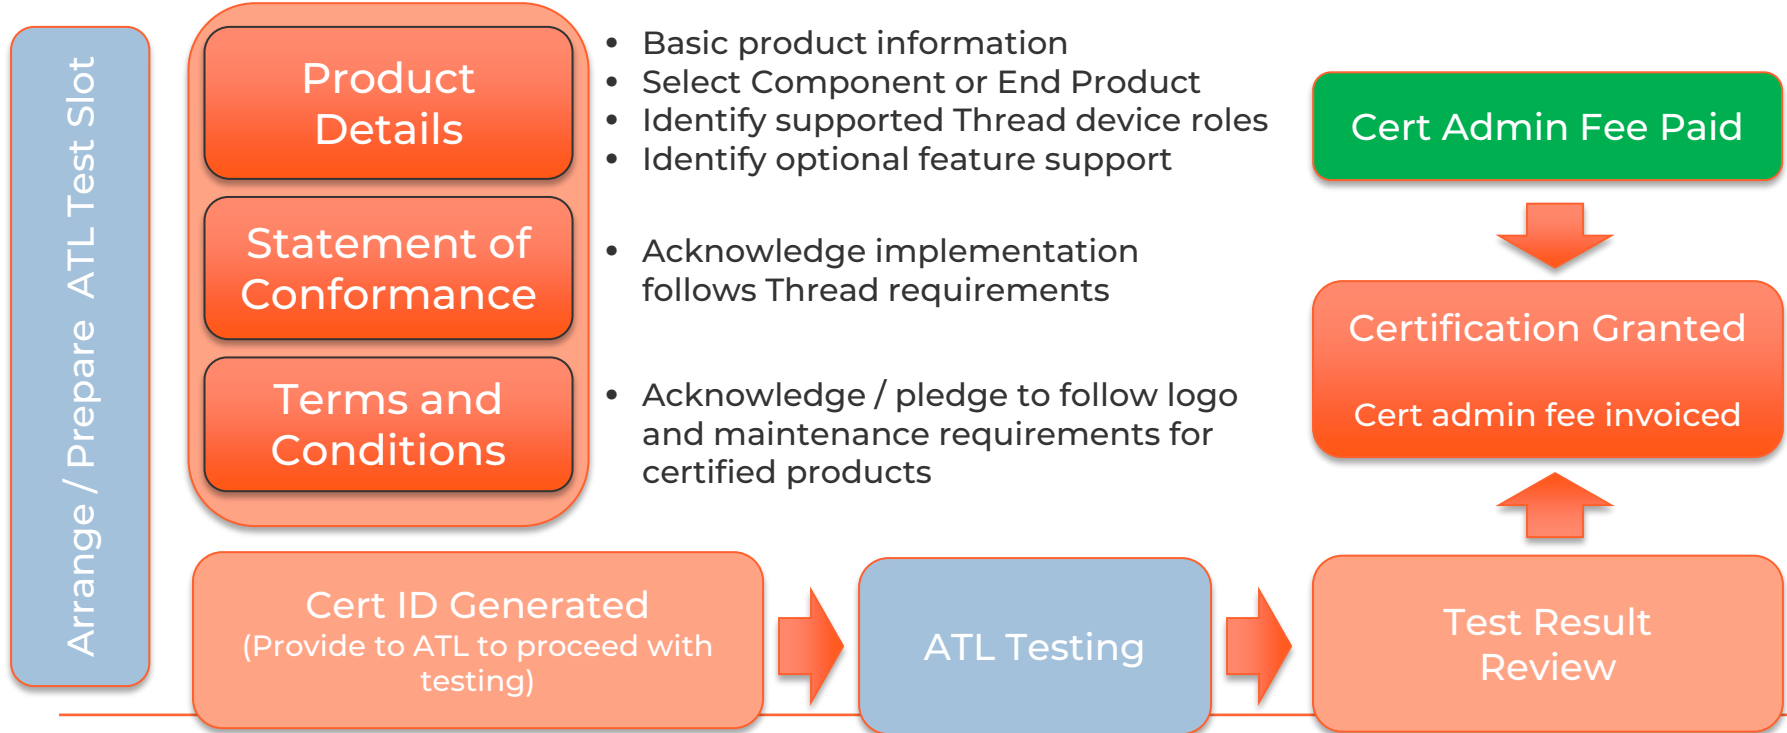 Arrange / Prepare  ATL Test Slot
Product
Details
• Basic product information
• Select Component or End Product
• Identify supported Thread device roles
• Identify optional feature support
Statement of
Conformance
• Acknowledge implementation
follows Thread requirements
Terms and
Conditions
• Acknowledge / pledge to follow logo
and maintenance requirements for
certified products
Cert ID Generated
(Provide to ATL to proceed with
testing)
ATL Testing
Test Result
Review
Cert Admin Fee Paid
Certification Granted
Cert admin fee invoiced